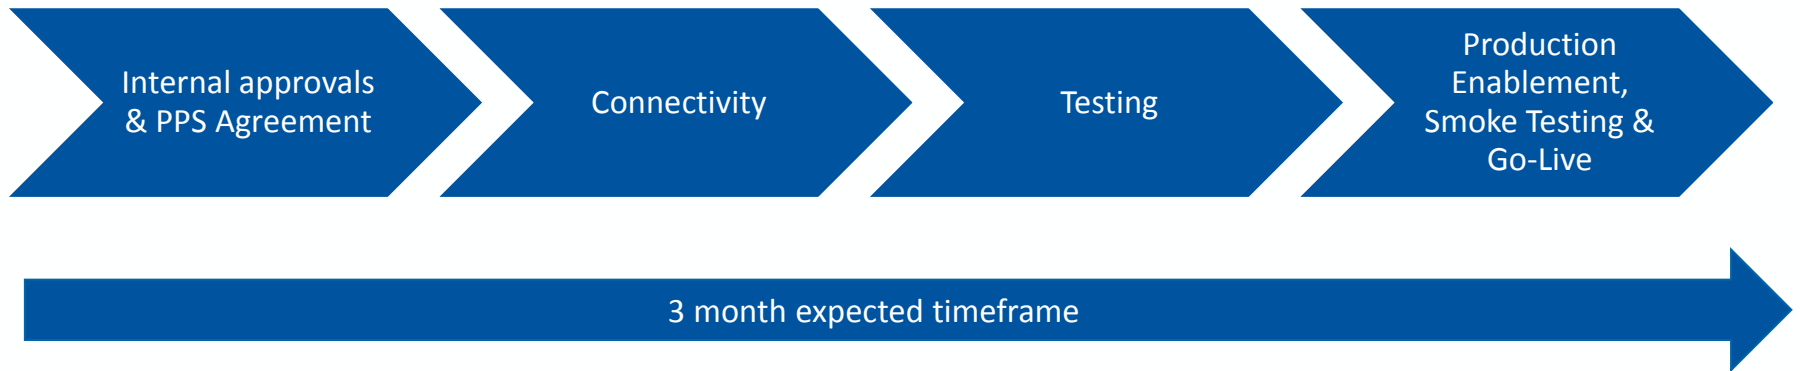 Internal approvals
& PPS Agreement
Connectivity
Testing
Production
Enablement,
Smoke Testing &
Go-Live
3 month expected timeframe